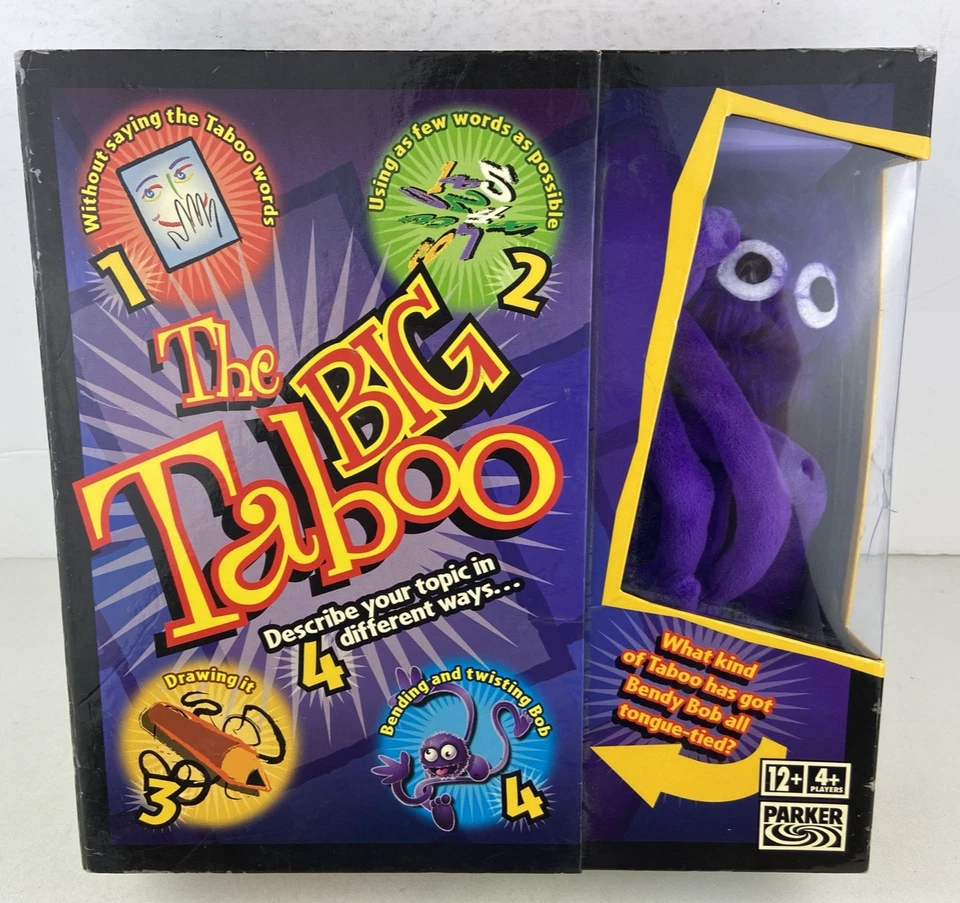 Without saying the Taboo words
1
Using as few words as possible
2
The
BIG
Taboo
Describe your topic in
4 different ways...
Drawing it
3
Bending and twisting Bob
4
What kind
of Taboo has got
Bendy Bob all
tongue-tied?
12+ 4+
PLAYERS
PARKER